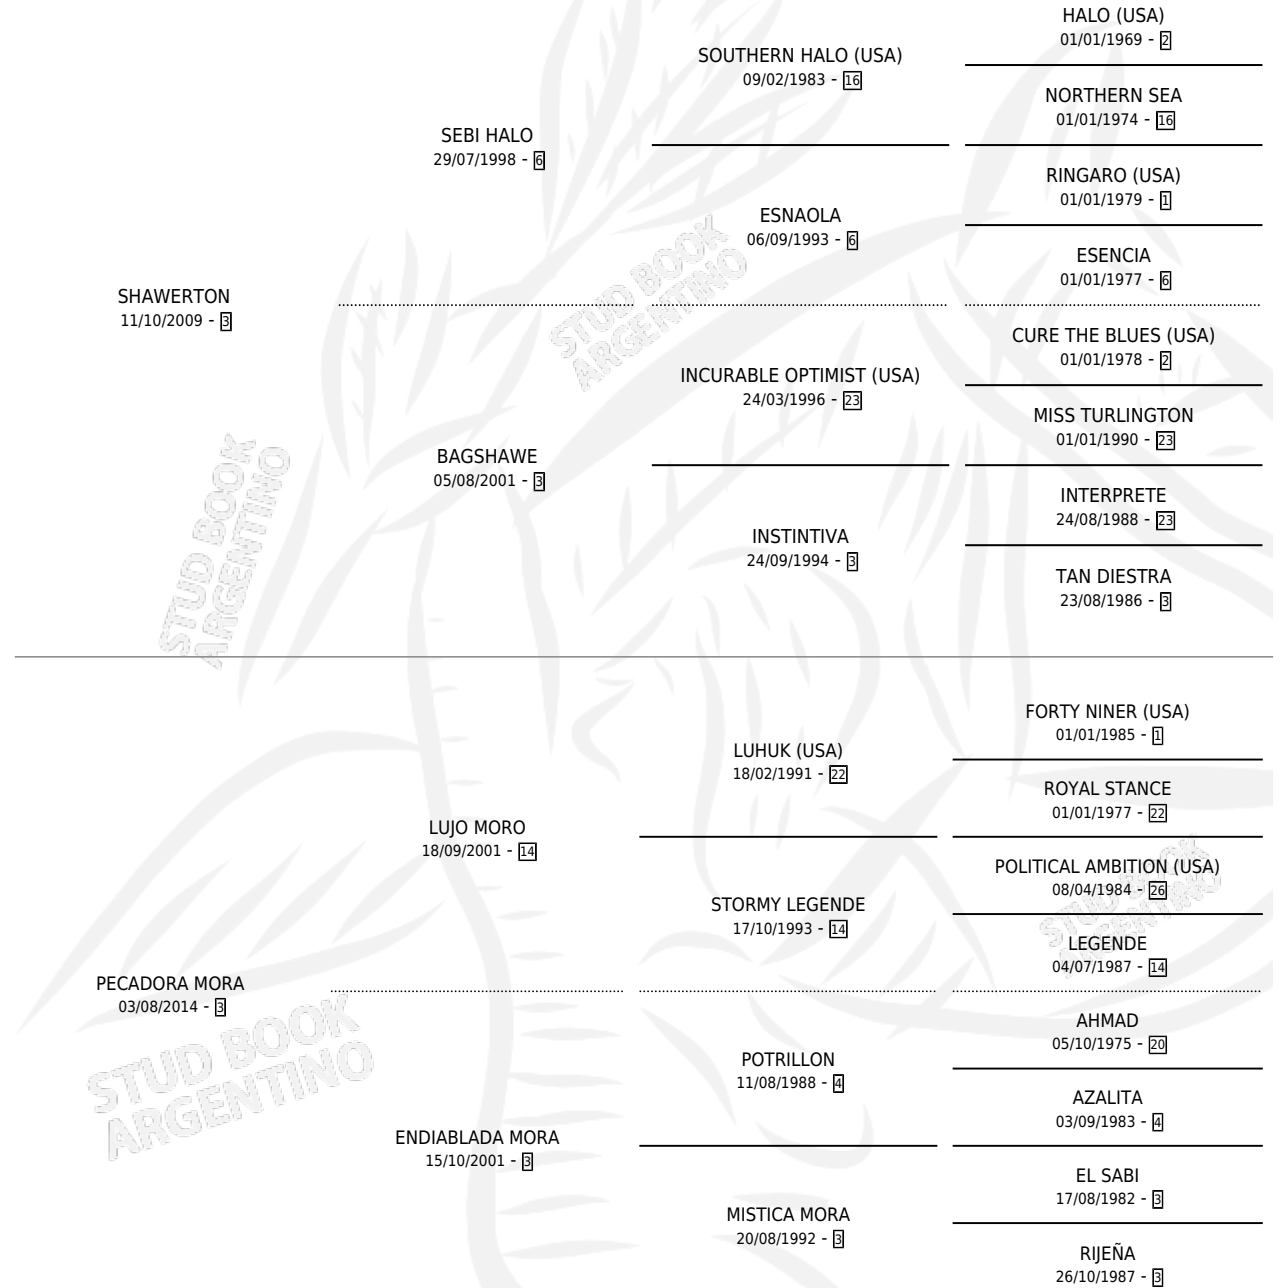 HALO (USA)
01/01/1969 - 2
SOUTHERN HALO (USA)
09/02/1983 - 16
NORTHERN SEA
01/01/1974 - 16
SEBI HALO
29/07/1998 - 6
RINGARO (USA)
01/01/1979 - 1
ESNAOLA
06/09/1993 - 6
ESENCIA
01/01/1977 - 6
SHAWERTON
11/10/2009 - 3
CURE THE BLUES (USA)
01/01/1978 - 2
INCURABLE OPTIMIST (USA)
24/03/1996 - 23
MISS TURLINGTON
01/01/1990 - 23
BAGSHAWE
05/08/2001 - 3
INTERPRETE
24/08/1988 - 23
INSTINTIVA
24/09/1994 - 3
TAN DIESTRA
23/08/1986 - 3
FORTY NINER (USA)
01/01/1985 - 1
LUHUK (USA)
18/02/1991 - 22
ROYAL STANCE
01/01/1977 - 22
LUJO MORO
18/09/2001 - 14
POLITICAL AMBITION (USA)
08/04/1984 - 26
STORMY LEGENDE
17/10/1993 - 14
LEGENDE
04/07/1987 - 14
PECADORA MORA
03/08/2014 - 3
AHMAD
05/10/1975 - 20
POTRILLON
11/08/1988 - 4
AZALITA
03/09/1983 - 4
ENDIABLADA MORA
15/10/2001 - 3
EL SABI
17/08/1982 - 3
MISTICA MORA
20/08/1992 - 3
RIJEÑA
26/10/1987 - 3
STUD BOOK
ARGENTINO
STUD BOOK
ARGENTINO
STUD BOOK
ARGENTINO
STUD BOOK
ARGENTINO